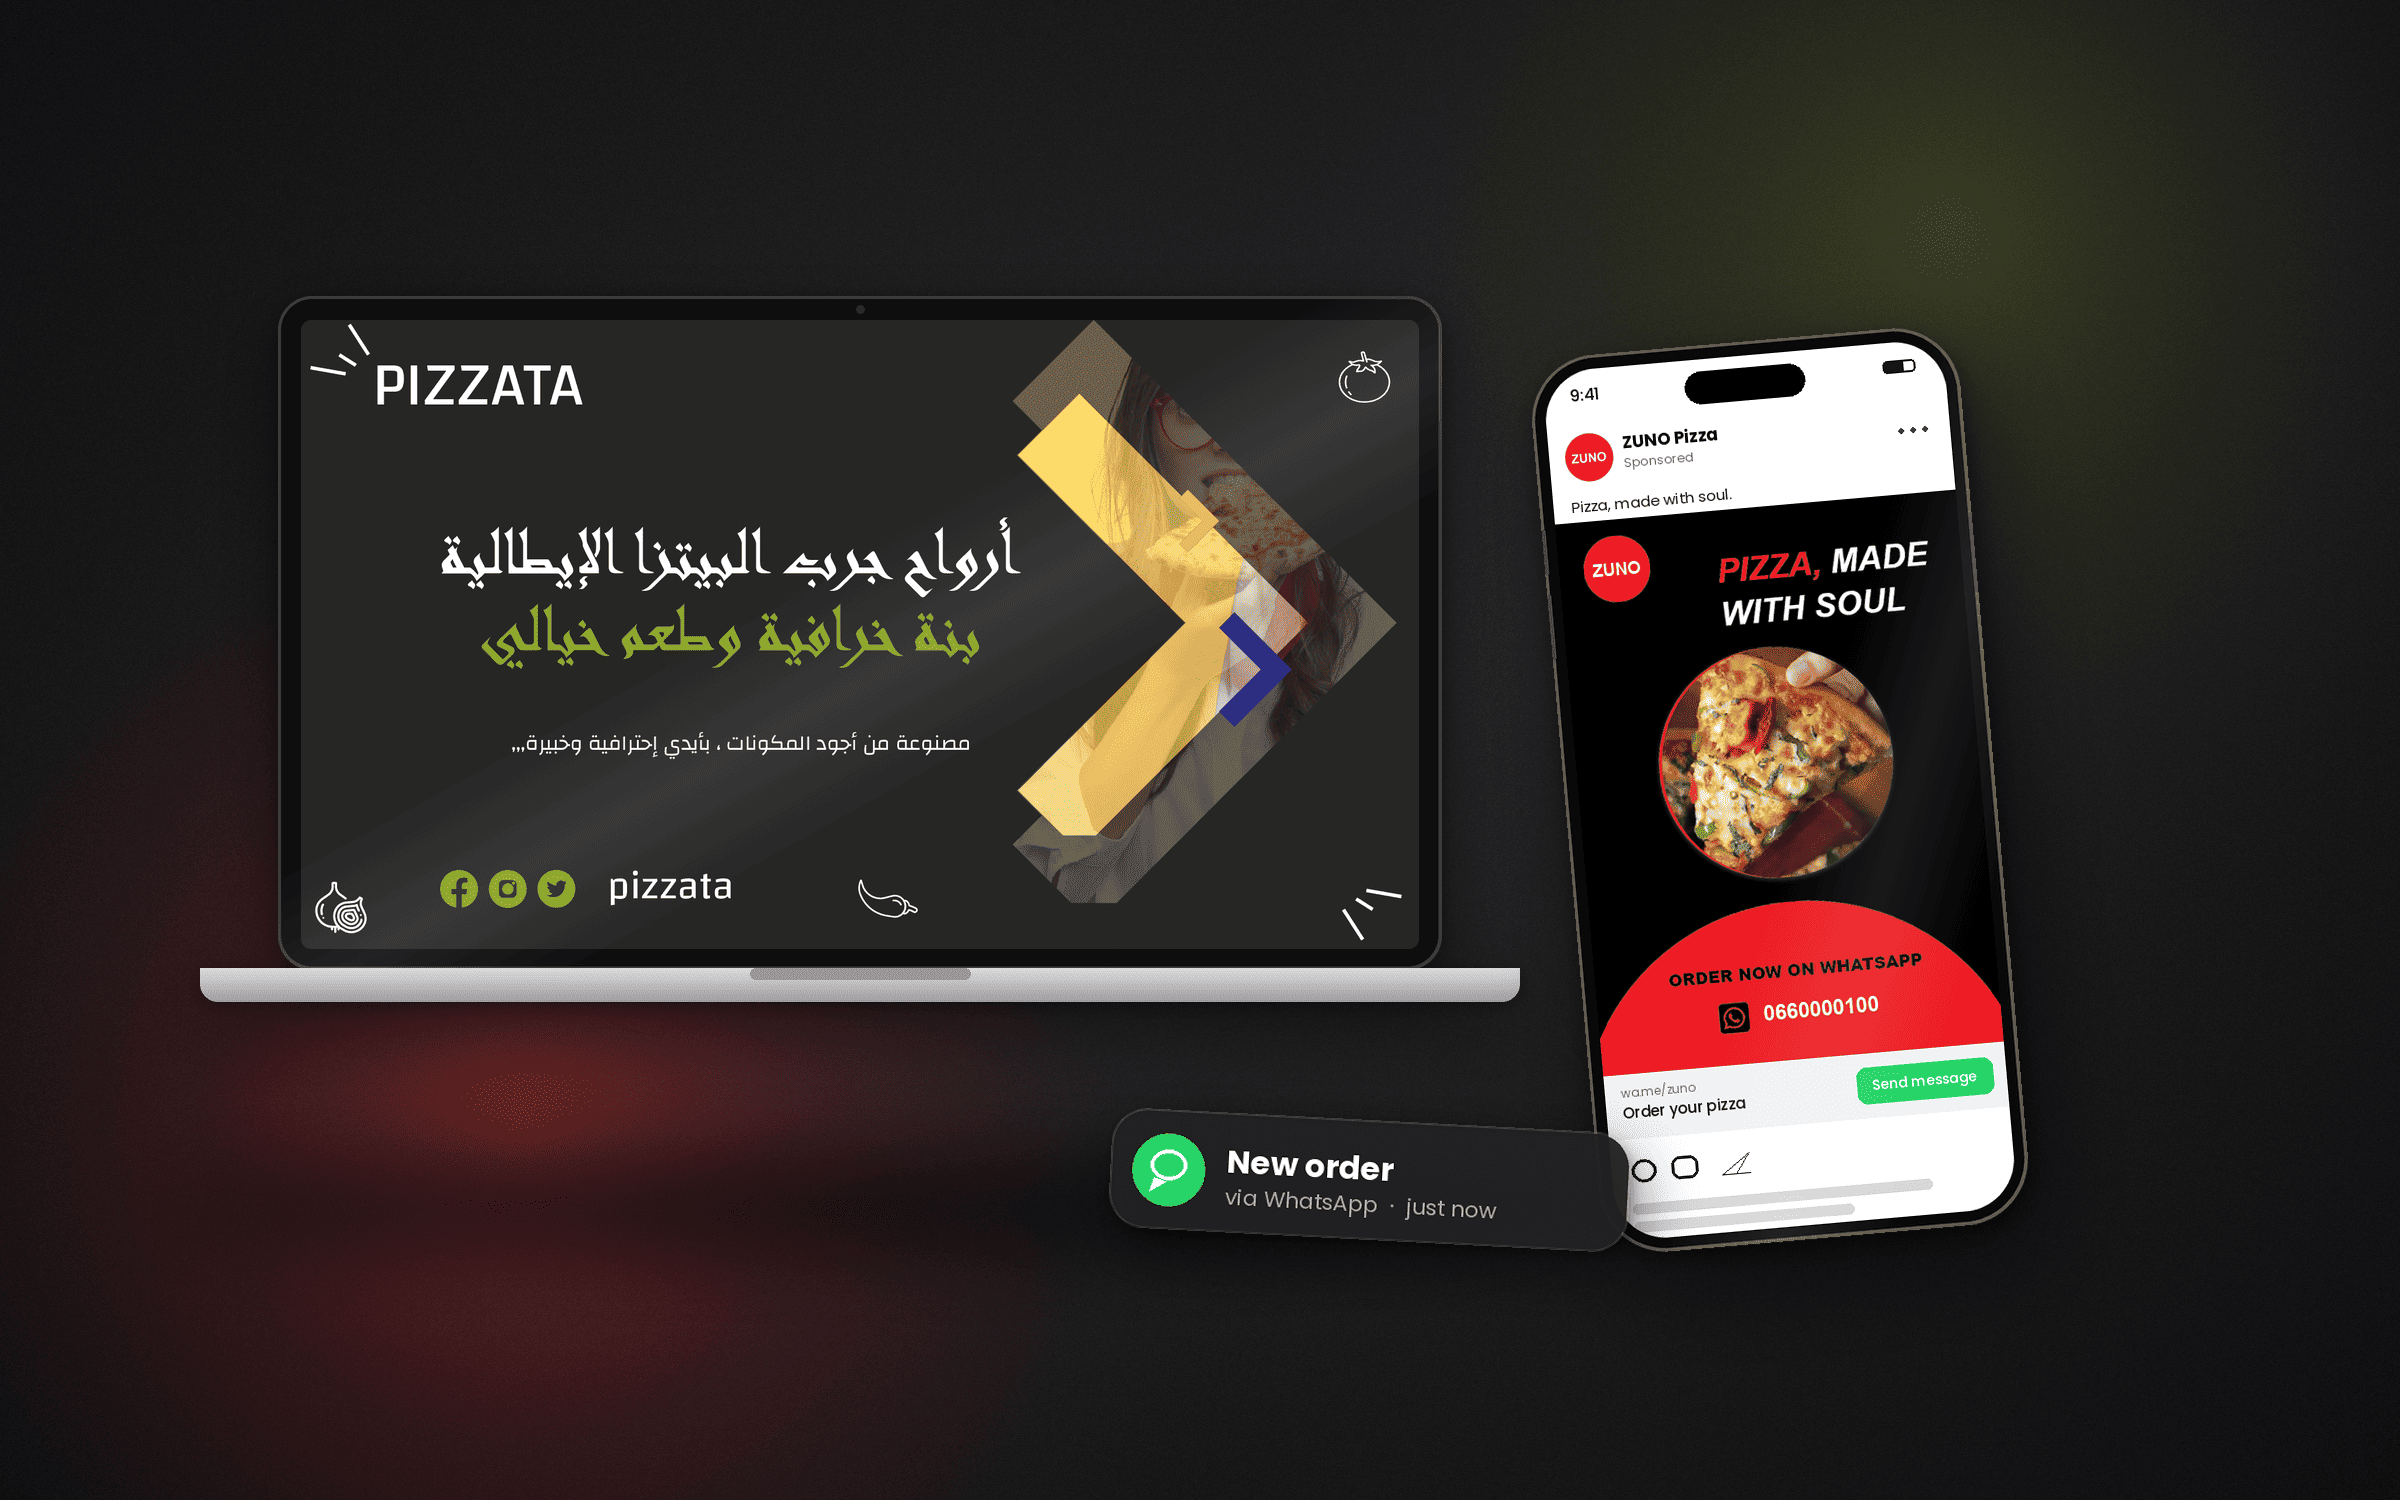 PIZZATA
أرواح جرب البيتزا الإيطالية
بنة خرافية وطعم خيالي
مصنوعة من أجود المكونات ، بأيدي إحترافية وخبيرة,,,
pizzata
9:41
ZUNO
ZUNO Pizza
Sponsored
Pizza, made with soul.
ZUNO
PIZZA, MADE
WITH SOUL
ORDER NOW ON WHATSAPP
0660000100
wa.me/zuno
Order your pizza
Send message
New order
via WhatsApp · just now